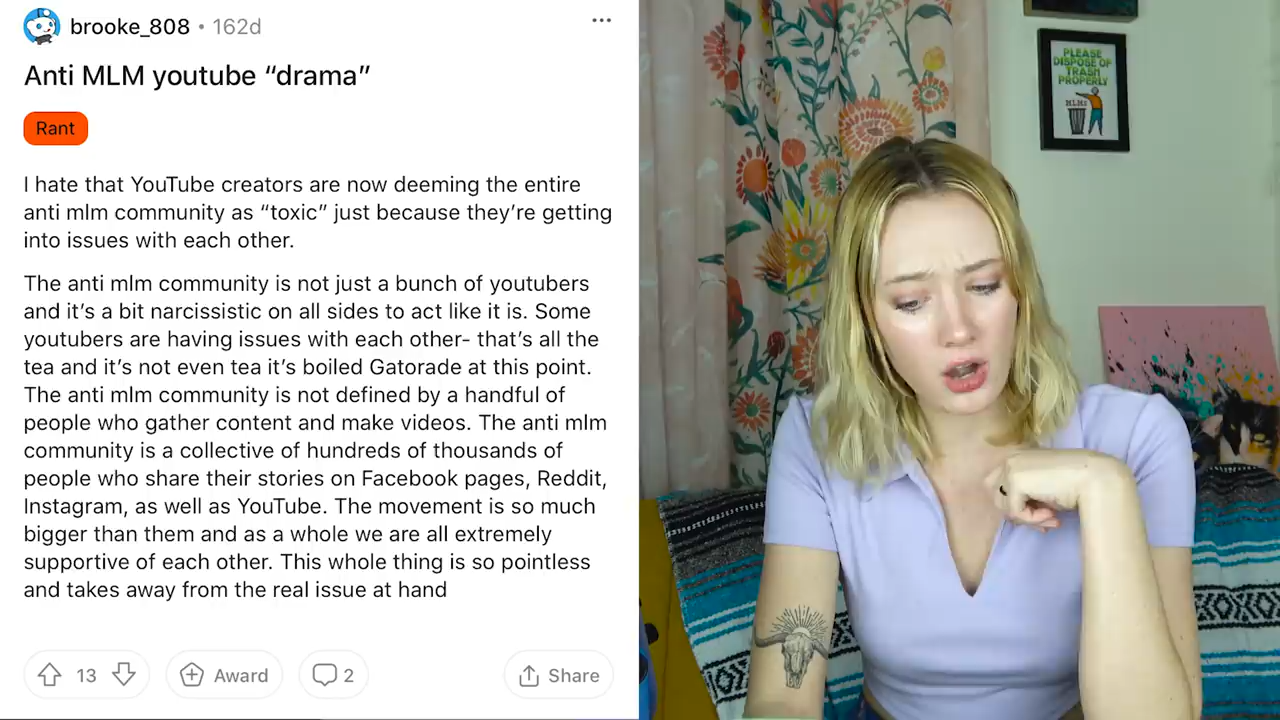 brooke_808 • 162d
Anti MLM youtube “drama”
Rant
I hate that YouTube creators are now deeming the entire
anti mlm community as “toxic” just because they’re getting
into issues with each other.
The anti mlm community is not just a bunch of youtubers
and it’s a bit narcissistic on all sides to act like it is. Some
youtubers are having issues with each other- that’s all the
tea and it’s not even tea it’s boiled Gatorade at this point.
The anti mlm community is not defined by a handful of
people who gather content and make videos. The anti mlm
community is a collective of hundreds of thousands of
people who share their stories on Facebook pages, Reddit,
Instagram, as well as YouTube. The movement is so much
bigger than them and as a whole we are all extremely
supportive of each other. This whole thing is so pointless
and takes away from the real issue at hand
13
Award
2
Share
PLEASE
DISPOSE OF
TRASH
PROPERLY
MLMs